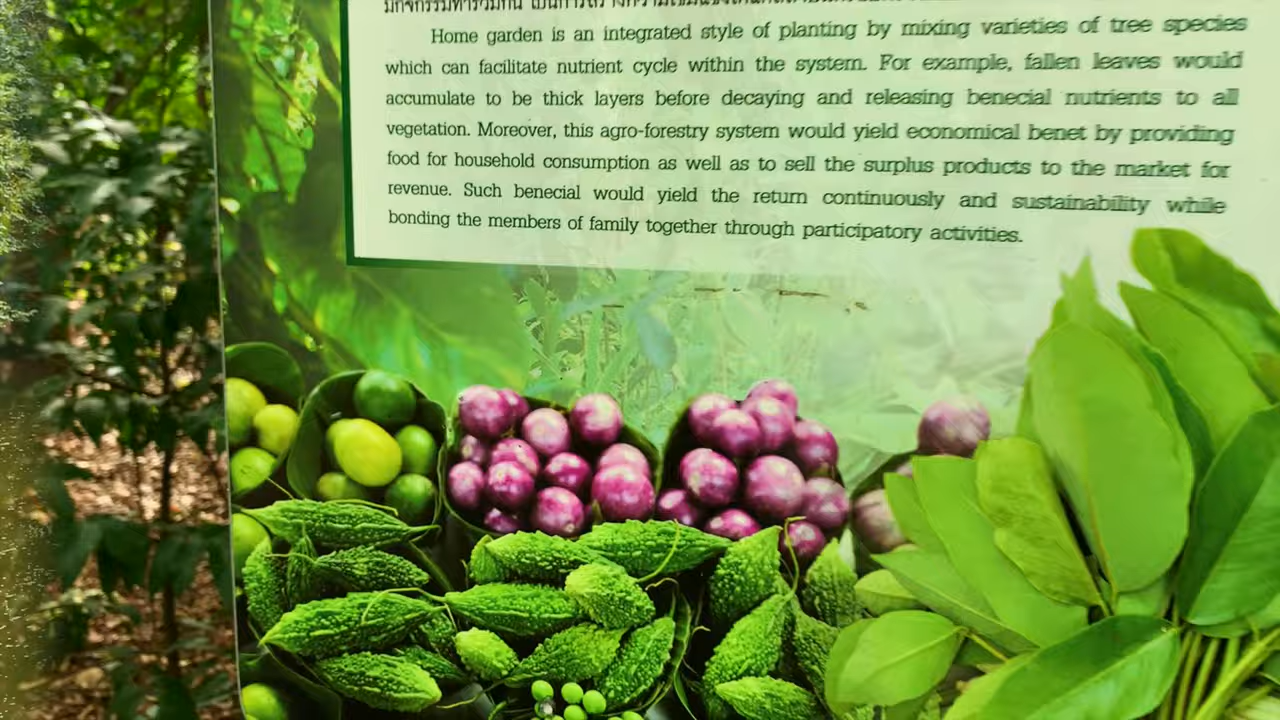 Home garden is an integrated style of planting by mixing varieties of tree species
which can facilitate nutrient cycle within the system. For example, fallen leaves would
accumulate to be thick layers before decaying and releasing benecial nutrients to all
vegetation. Moreover, this agro-forestry system would yield economical benet by providing
food for household consumption as well as to sell the surplus products to the market for
revenue. Such benecial would yield the return continuously and sustainability while
bonding the members of family together through participatory activities.